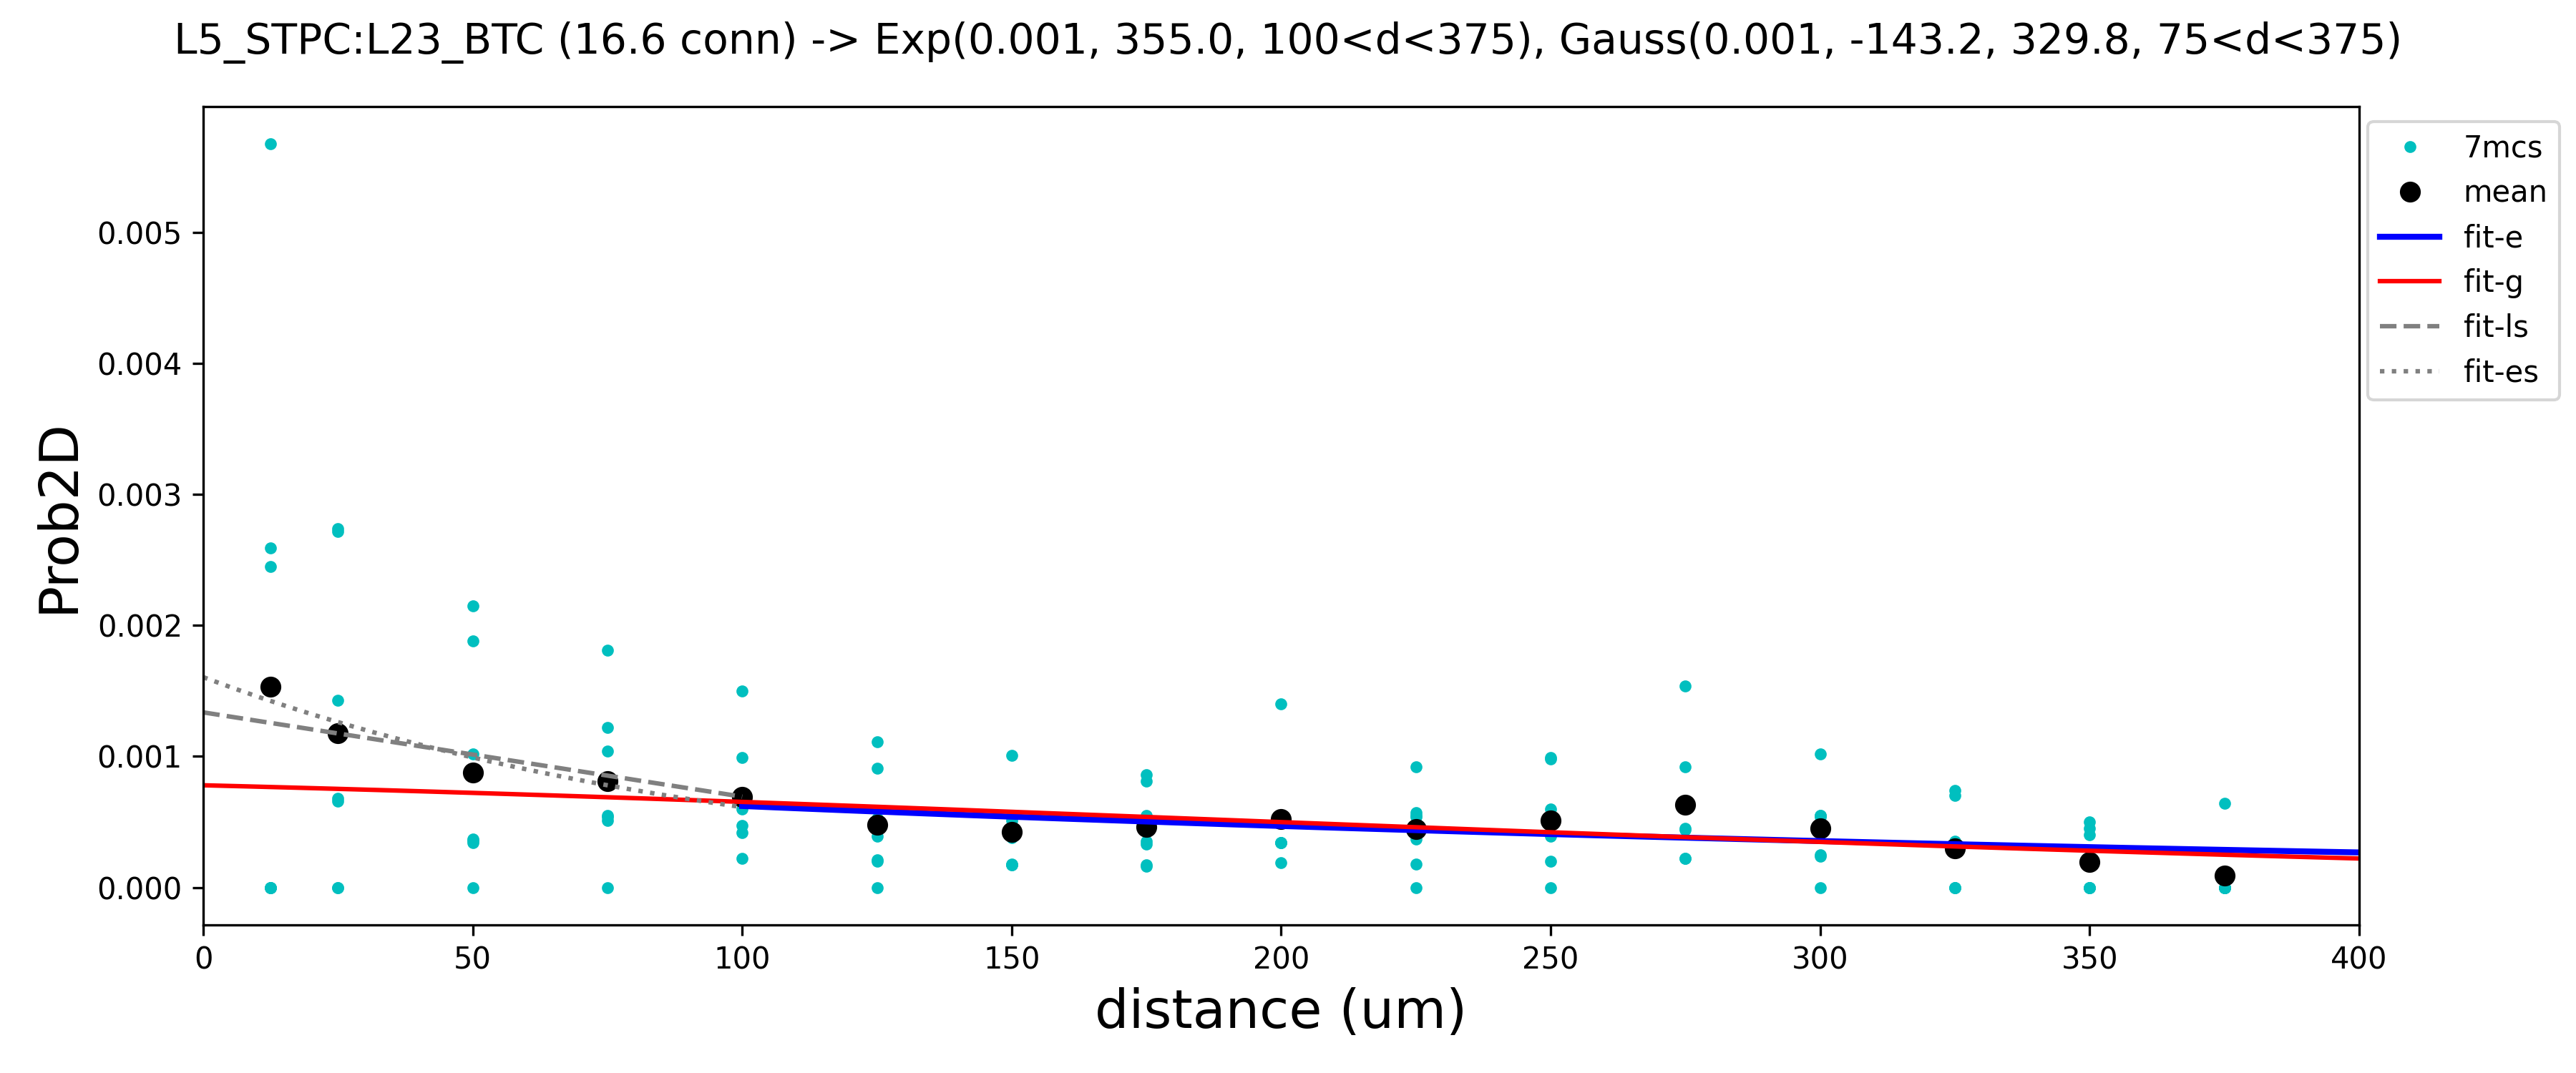 L5_STPC:L23_BTC (16.6 conn) -> Exp(0.001, 355.0, 100<d<375), Gauss(0.001, -143.2, 329.8, 75<d<375)
7mcs
mean
fit-e
fit-g
fit-ls
fit-es
Prob2D
0.005
0.004
0.003
0.002
0.001
0.000
0 50 100 150 200 250 300 350 400
distance (um)